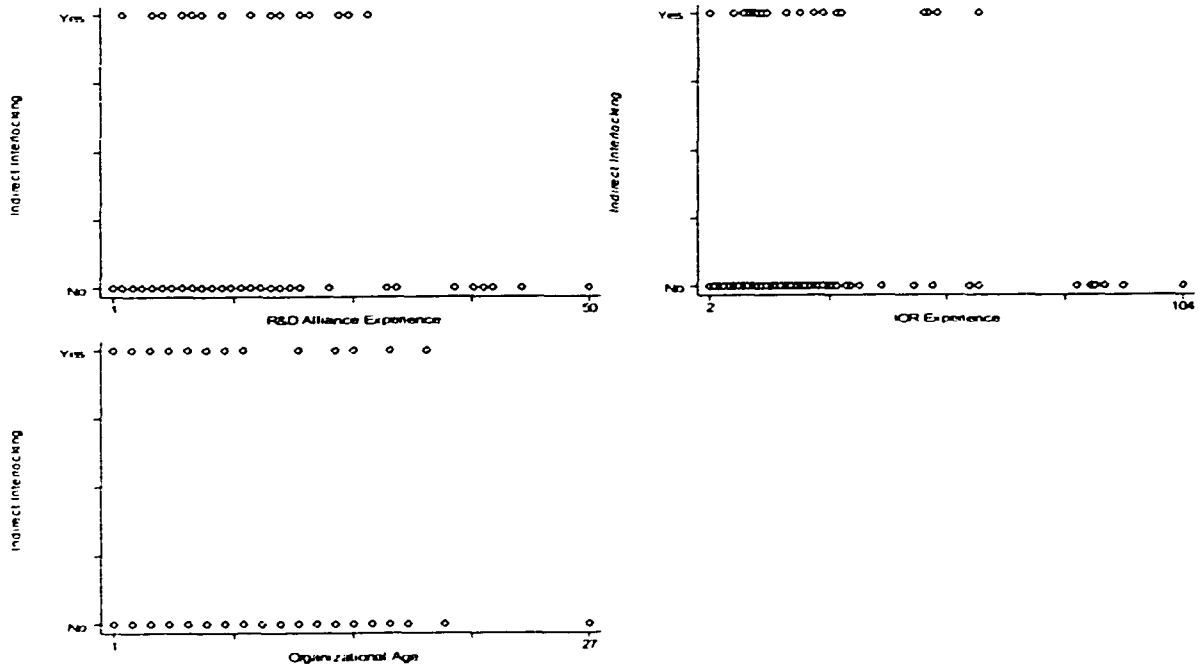 Yes
Indirect Interlocking
No
1
50
R&D Alliance Experience
Yes
Indirect Interlocking
No
2
104
IOR Experience
Yes
Indirect Interlocking
No
1
27
Organizational Age